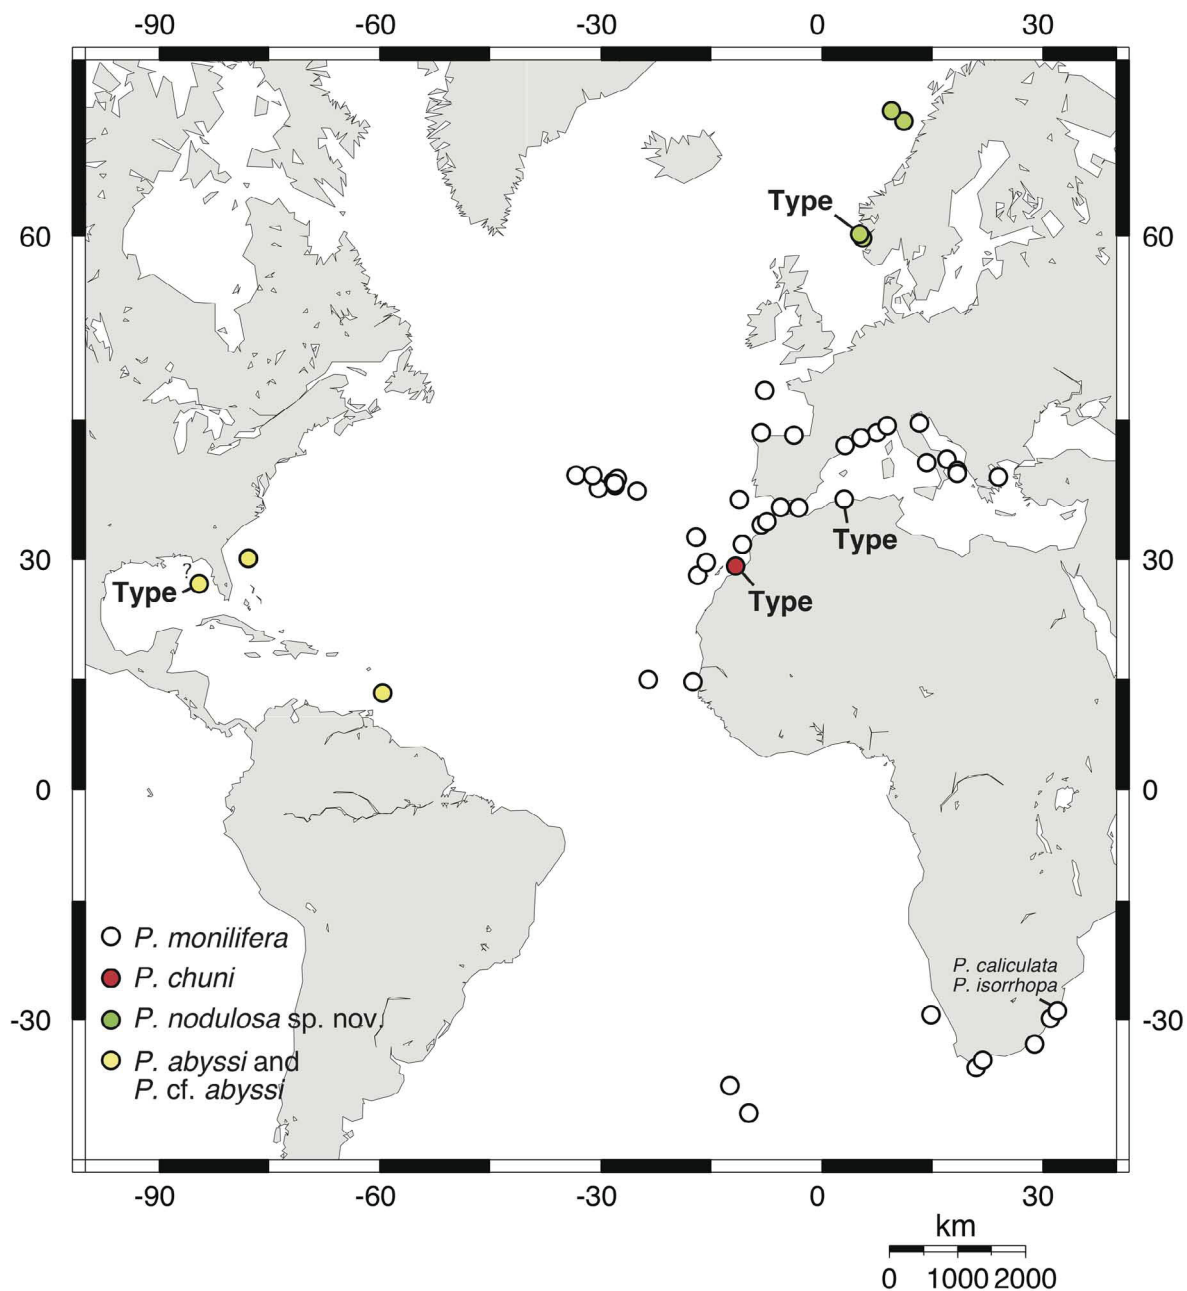 -90 -60 -30 0 30
Type
60 60
Type
30 30
?
Type
Type
0 0
P. monilifera
P. caliculata
P. chuni
P. isorrhopa
-30 P. nodulosa sp. nov. -30
P. abyssi and
P. cf. abyssi
-90 -60 -30 0 30
km
0 1000 2000